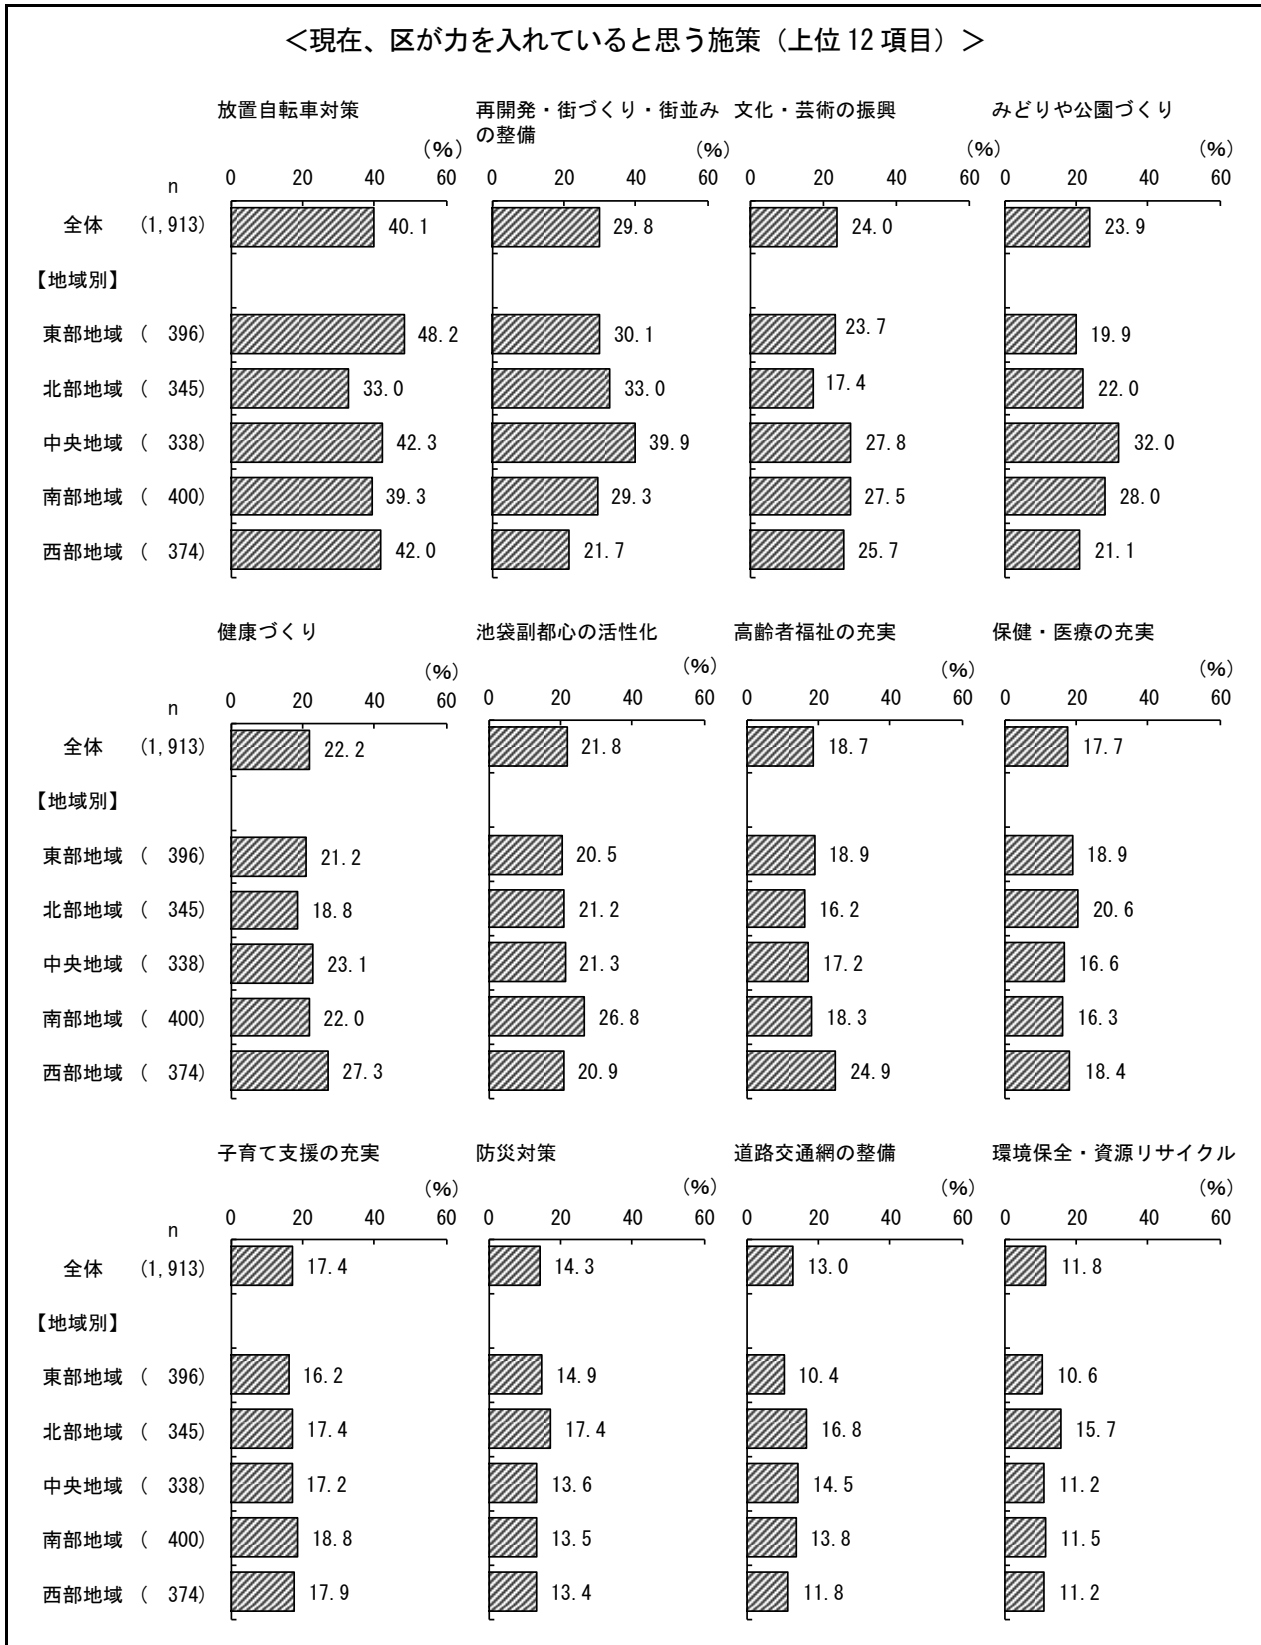 ＜現在、区が力を入れていると思う施策（上位12項目）＞
放置自転車対策 再開発・街づくり・街並みの整備 文化・芸術の振興 みどりや公園づくり
(%) (%) (%) (%)
n 0 20 40 60 0 20 40 60 0 20 40 60 0 20 40 60
全体 (1,913) 40.1 29.8 24.0 23.9
【地域別】
東部地域 ( 396) 48.2 30.1 23.7 19.9
北部地域 ( 345) 33.0 33.0 17.4 22.0
中央地域 ( 338) 42.3 39.9 27.8 32.0
南部地域 ( 400) 39.3 29.3 27.5 28.0
西部地域 ( 374) 42.0 21.7 25.7 21.1
健康づくり 池袋副都心の活性化 高齢者福祉の充実 保健・医療の充実
(%) (%) (%) (%)
n 0 20 40 60 0 20 40 60 0 20 40 60 0 20 40 60
全体 (1,913) 22.2 21.8 18.7 17.7
【地域別】
東部地域 ( 396) 21.2 20.5 18.9 18.9
北部地域 ( 345) 18.8 21.2 16.2 20.6
中央地域 ( 338) 23.1 21.3 17.2 16.6
南部地域 ( 400) 22.0 26.8 18.3 16.3
西部地域 ( 374) 27.3 20.9 24.9 18.4
子育て支援の充実 防災対策 道路交通網の整備 環境保全・資源リサイクル
(%) (%) (%) (%)
n 0 20 40 60 0 20 40 60 0 20 40 60 0 20 40 60
全体 (1,913) 17.4 14.3 13.0 11.8
【地域別】
東部地域 ( 396) 16.2 14.9 10.4 10.6
北部地域 ( 345) 17.4 17.4 16.8 15.7
中央地域 ( 338) 17.2 13.6 14.5 11.2
南部地域 ( 400) 18.8 13.5 13.8 11.5
西部地域 ( 374) 17.9 13.4 11.8 11.2